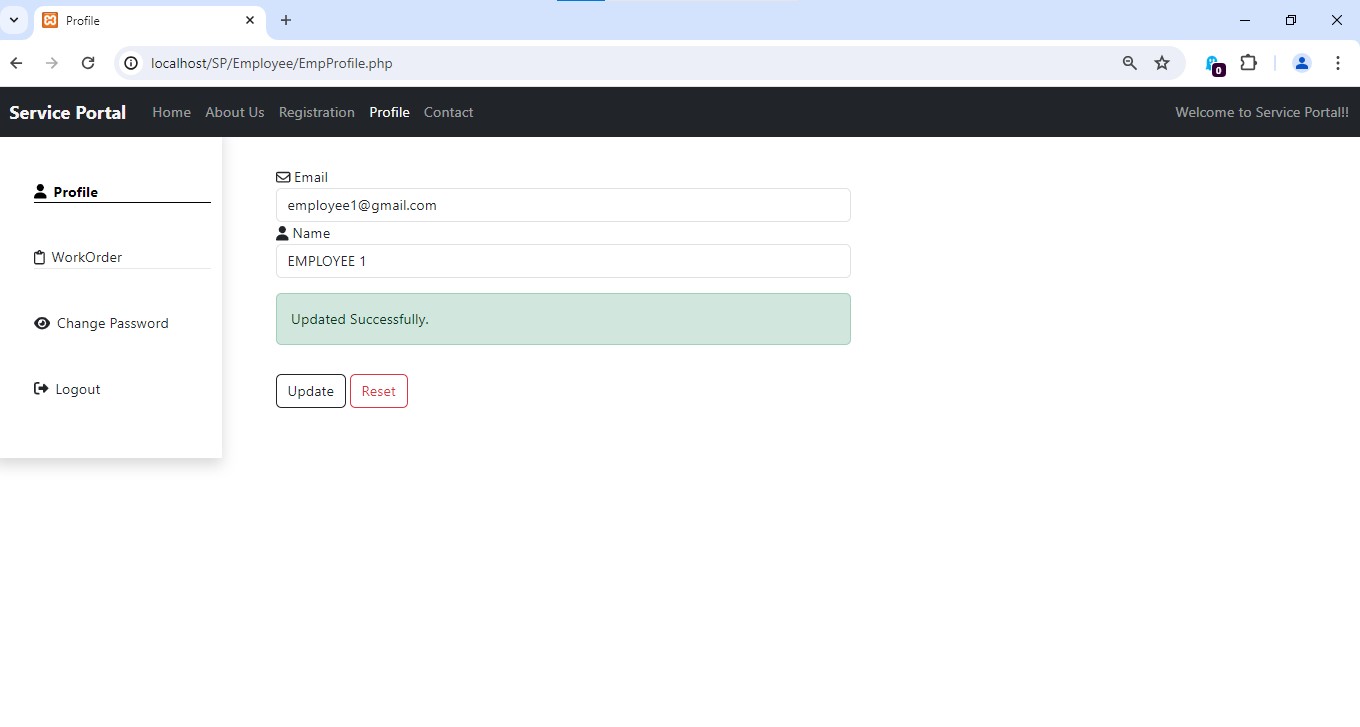 Profile
localhost/SP/Employee/EmpProfile.php
0
Service Portal Home About Us Registration Profile Contact Welcome to Service Portal!!
Profile
WorkOrder
Change Password
Logout
Email
employee1@gmail.com
Name
EMPLOYEE 1
Updated Successfully.
Update Reset